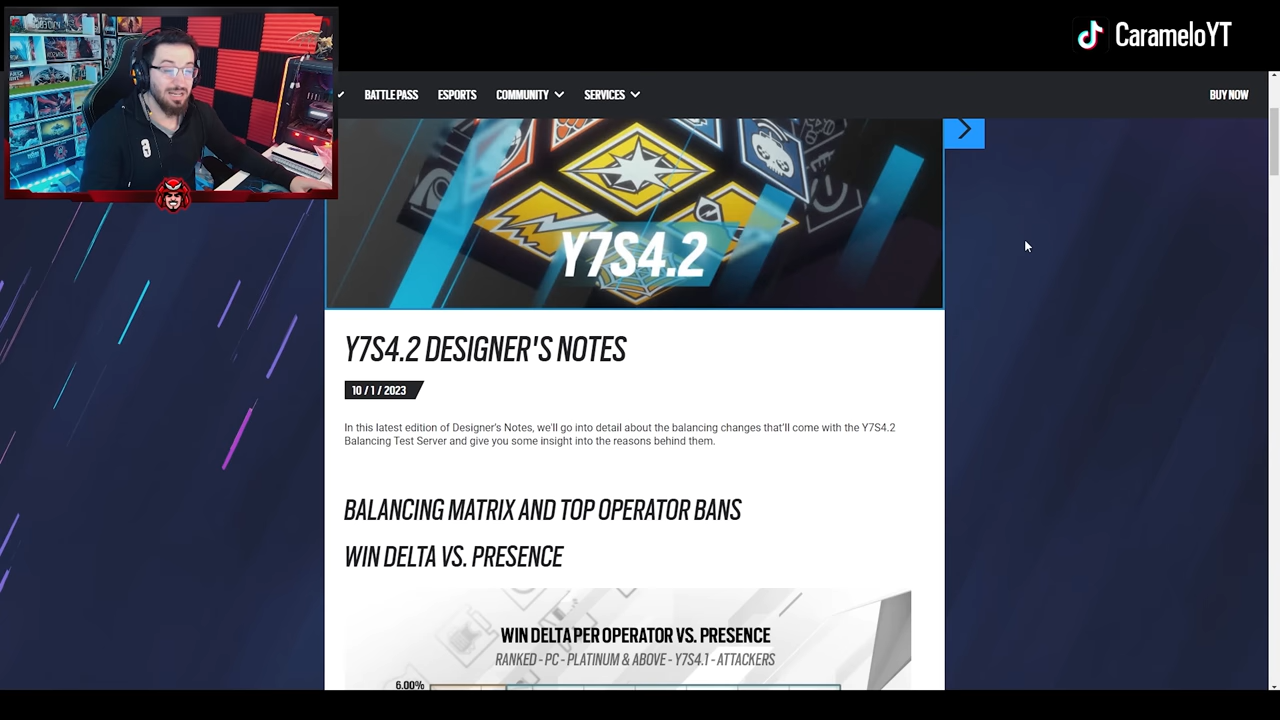 CarameloYT
BATTLE PASS
ESPORTS
COMMUNITY
SERVICES
BUY NOW
Y7S4.2
Y7S4.2 DESIGNER'S NOTES
10 / 1 / 2023
In this latest edition of Designer's Notes, we'll go into detail about the balancing changes that'll come with the Y7S4.2
Balancing Test Server and give you some insight into the reasons behind them.
BALANCING MATRIX AND TOP OPERATOR BANS
WIN DELTA VS. PRESENCE
WIN DELTA PER OPERATOR VS. PRESENCE
RANKED - PC - PLATINUM & ABOVE - Y7S4.1 - ATTACKERS
6.00%